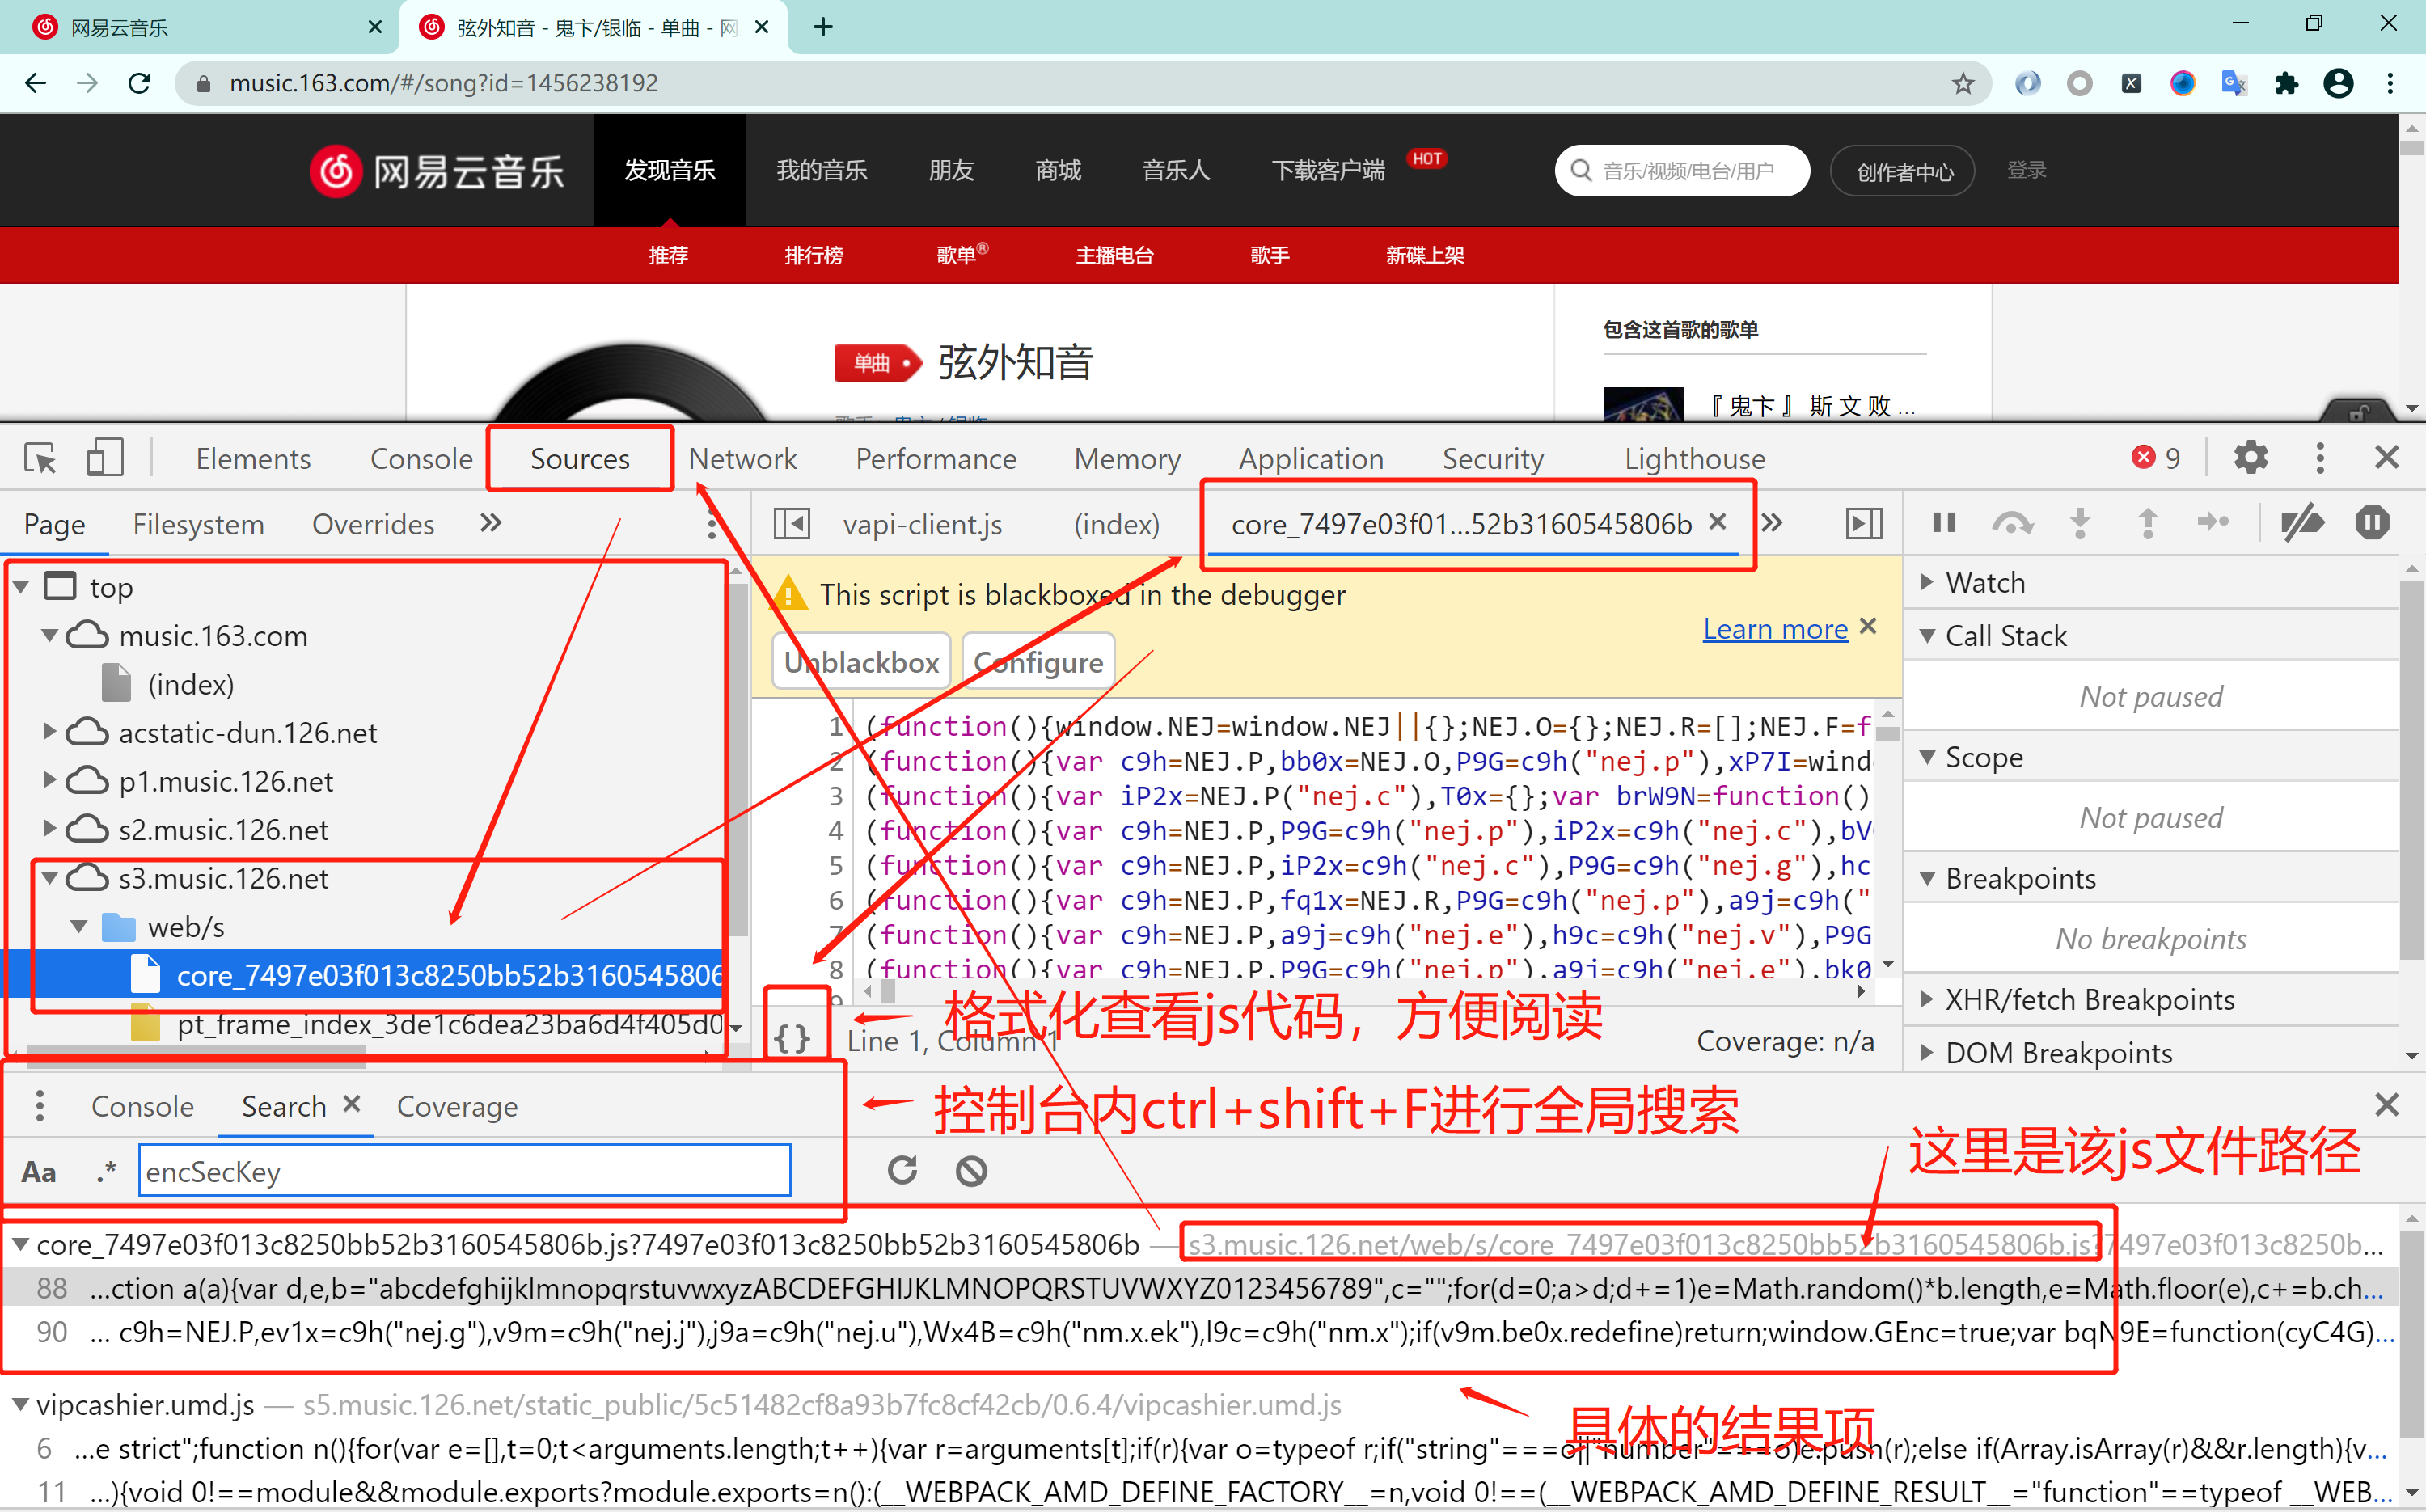 网易云音乐
弦外知音 - 鬼卞/银临 - 单曲 - 网
music.163.com/#/song?id=1456238192
网易云音乐
发现音乐
我的音乐
朋友
商城
音乐人
下载客户端
HOT
音乐/视频/电台/用户
创作者中心
登录
推荐
排行榜
歌单®
主播电台
歌手
新碟上架
单曲
弦外知音
包含这首歌的歌单
『 鬼卞 』 斯 文 败 ...
Elements
Console
Sources
Network
Performance
Memory
Application
Security
Lighthouse
9
Page
Filesystem
Overrides
»
vapi-client.js
(index)
core_7497e03f01...52b3160545806b
»
top
music.163.com
(index)
acstatic-dun.126.net
p1.music.126.net
s2.music.126.net
s3.music.126.net
web/s
core_7497e03f013c8250bb52b3160545806
pt_frame_index_3de1c6dea23ba6d4f405d0
This script is blackboxed in the debugger
Learn more
Unblackbox
Configure
1 (function(){window.NEJ=window.NEJ||{};NEJ.O={};NEJ.R=[];NEJ.F=f
2 (function(){var c9h=NEJ.P,bb0x=NEJ.O,P9G=c9h("nej.p"),xP7I=wind
3 (function(){var iP2x=NEJ.P("nej.c"),T0x={};var brW9N=function()
4 (function(){var c9h=NEJ.P,P9G=c9h("nej.p"),iP2x=c9h("nej.c"),bV
5 (function(){var c9h=NEJ.P,iP2x=c9h("nej.c"),P9G=c9h("nej.g"),hc
6 (function(){var c9h=NEJ.P,fq1x=NEJ.R,P9G=c9h("nej.p"),a9j=c9h("
7 (function(){var c9h=NEJ.P,a9j=c9h("nej.e"),h9c=c9h("nej.v"),P9G
8 (function(){var c9h=NEJ.P,P9G=c9h("nej.p"),a9j=c9h("nej.e"),bk0
9
{}
Line 1, Column 1
Coverage: n/a
格式化查看js代码，方便阅读
Watch
Call Stack
Not paused
Scope
Not paused
Breakpoints
No breakpoints
XHR/fetch Breakpoints
DOM Breakpoints
Console
Search
Coverage
控制台内ctrl+shift+F进行全局搜索
Aa
.*
encSecKey
这里是该js文件路径
core_7497e03f013c8250bb52b3160545806b.js?7497e03f013c8250bb52b3160545806b — s3.music.126.net/web/s/core_7497e03f013c8250bb52b3160545806b.js?7497e03f013c8250b...
88 ...ction a(a){var d,e,b="abcdefghijklmnopqrstuvwxyzABCDEFGHIJKLMNOPQRSTUVWXYZ0123456789",c="";for(d=0;a>d;d+=1)e=Math.random()*b.length,e=Math.floor(e),c+=b.ch...
90 ... c9h=NEJ.P,ev1x=c9h("nej.g"),v9m=c9h("nej.j"),j9a=c9h("nej.u"),Wx4B=c9h("nm.x.ek"),l9c=c9h("nm.x");if(v9m.be0x.redefine)return;window.GEnc=true;var bqN9E=function(cyC4G)...
vipcashier.umd.js — s5.music.126.net/static_public/5c51482cf8a93b7fc8cf42cb/0.6.4/vipcashier.umd.js
具体的结果项
6 ...e strict";function n(){for(var e=[],t=0;t<arguments.length;t++){var r=arguments[t];if(r){var o=typeof r;if("string"===o||"number"===o)e.push(r);else if(Array.isArray(r)&&r.length){v...
11 ...){void 0!==module&&module.exports?module.exports=n():(__WEBPACK_AMD_DEFINE_FACTORY__=n,void 0!==(__WEBPACK_AMD_DEFINE_RESULT__="function"==typeof __WEB...